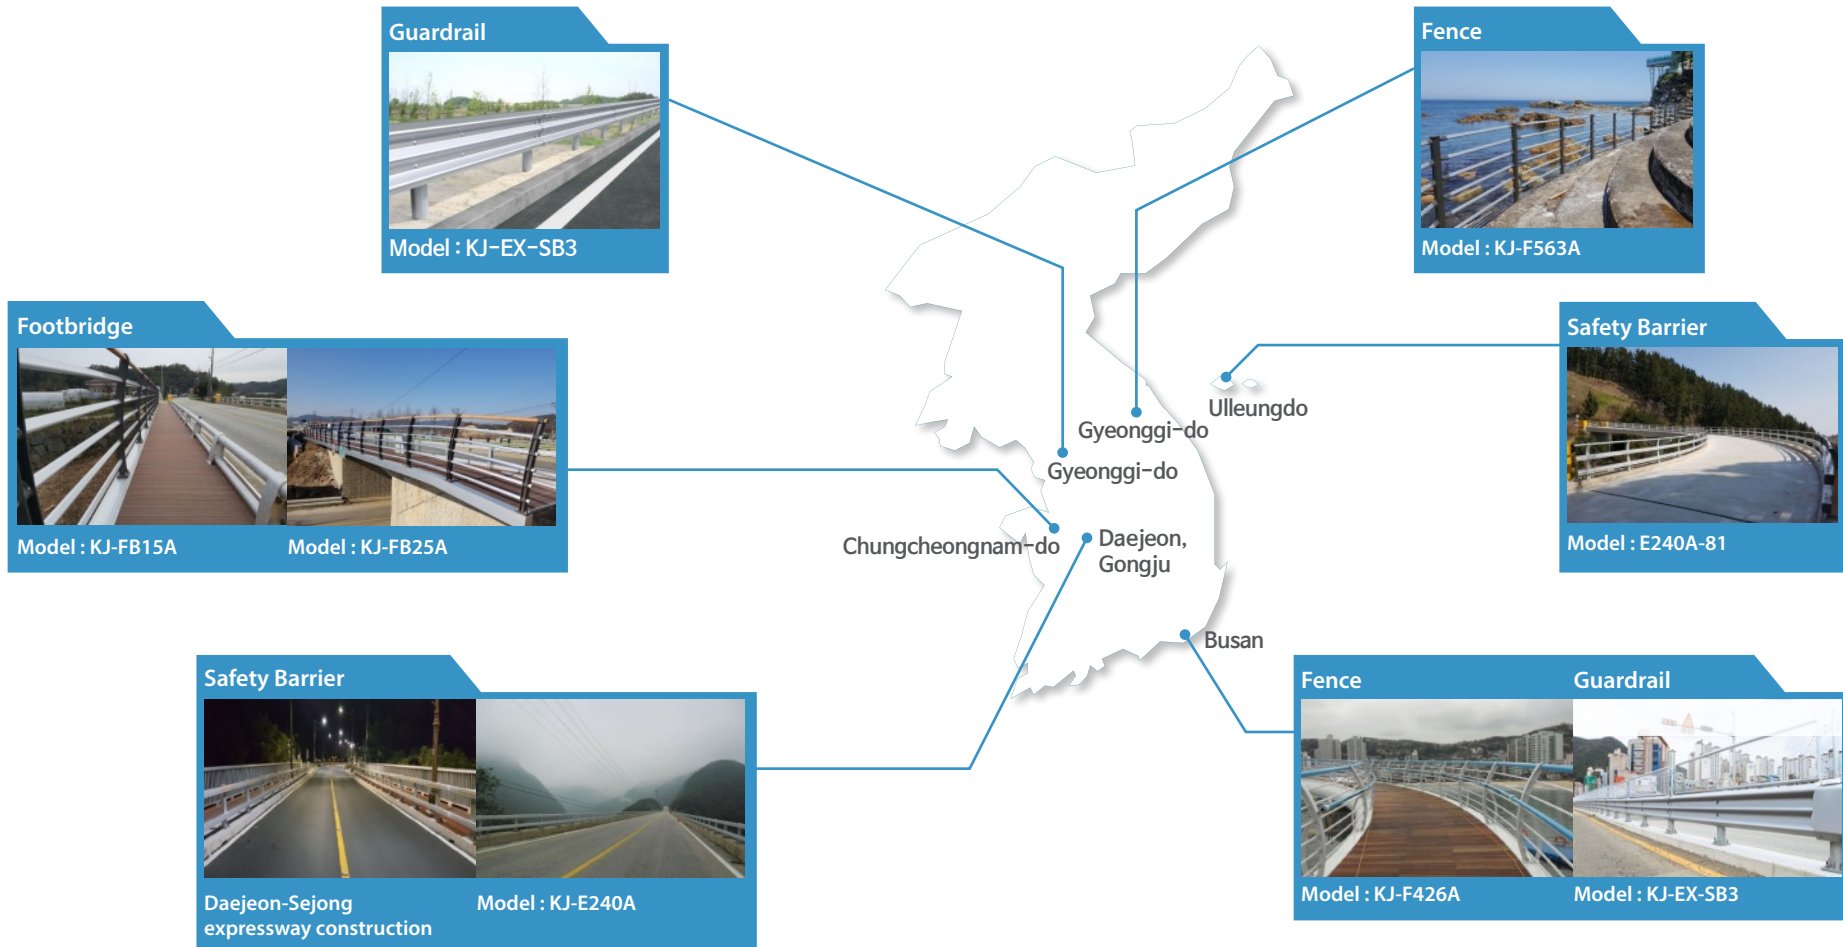 Guardrail
Model : KJ-EX-SB3
Fence
Model : KJ-F563A
Footbridge
Model : KJ-FB15A
Model : KJ-FB25A
Safety Barrier
Model : E240A-81
Ulleungdo
Gyeonggi-do
Gyeonggi-do
Chungcheongnam-do
Daejeon,
Gongju
Busan
Safety Barrier
Daejeon-Sejong
expressway construction
Model : KJ-E240A
Fence
Guardrail
Model : KJ-F426A
Model : KJ-EX-SB3